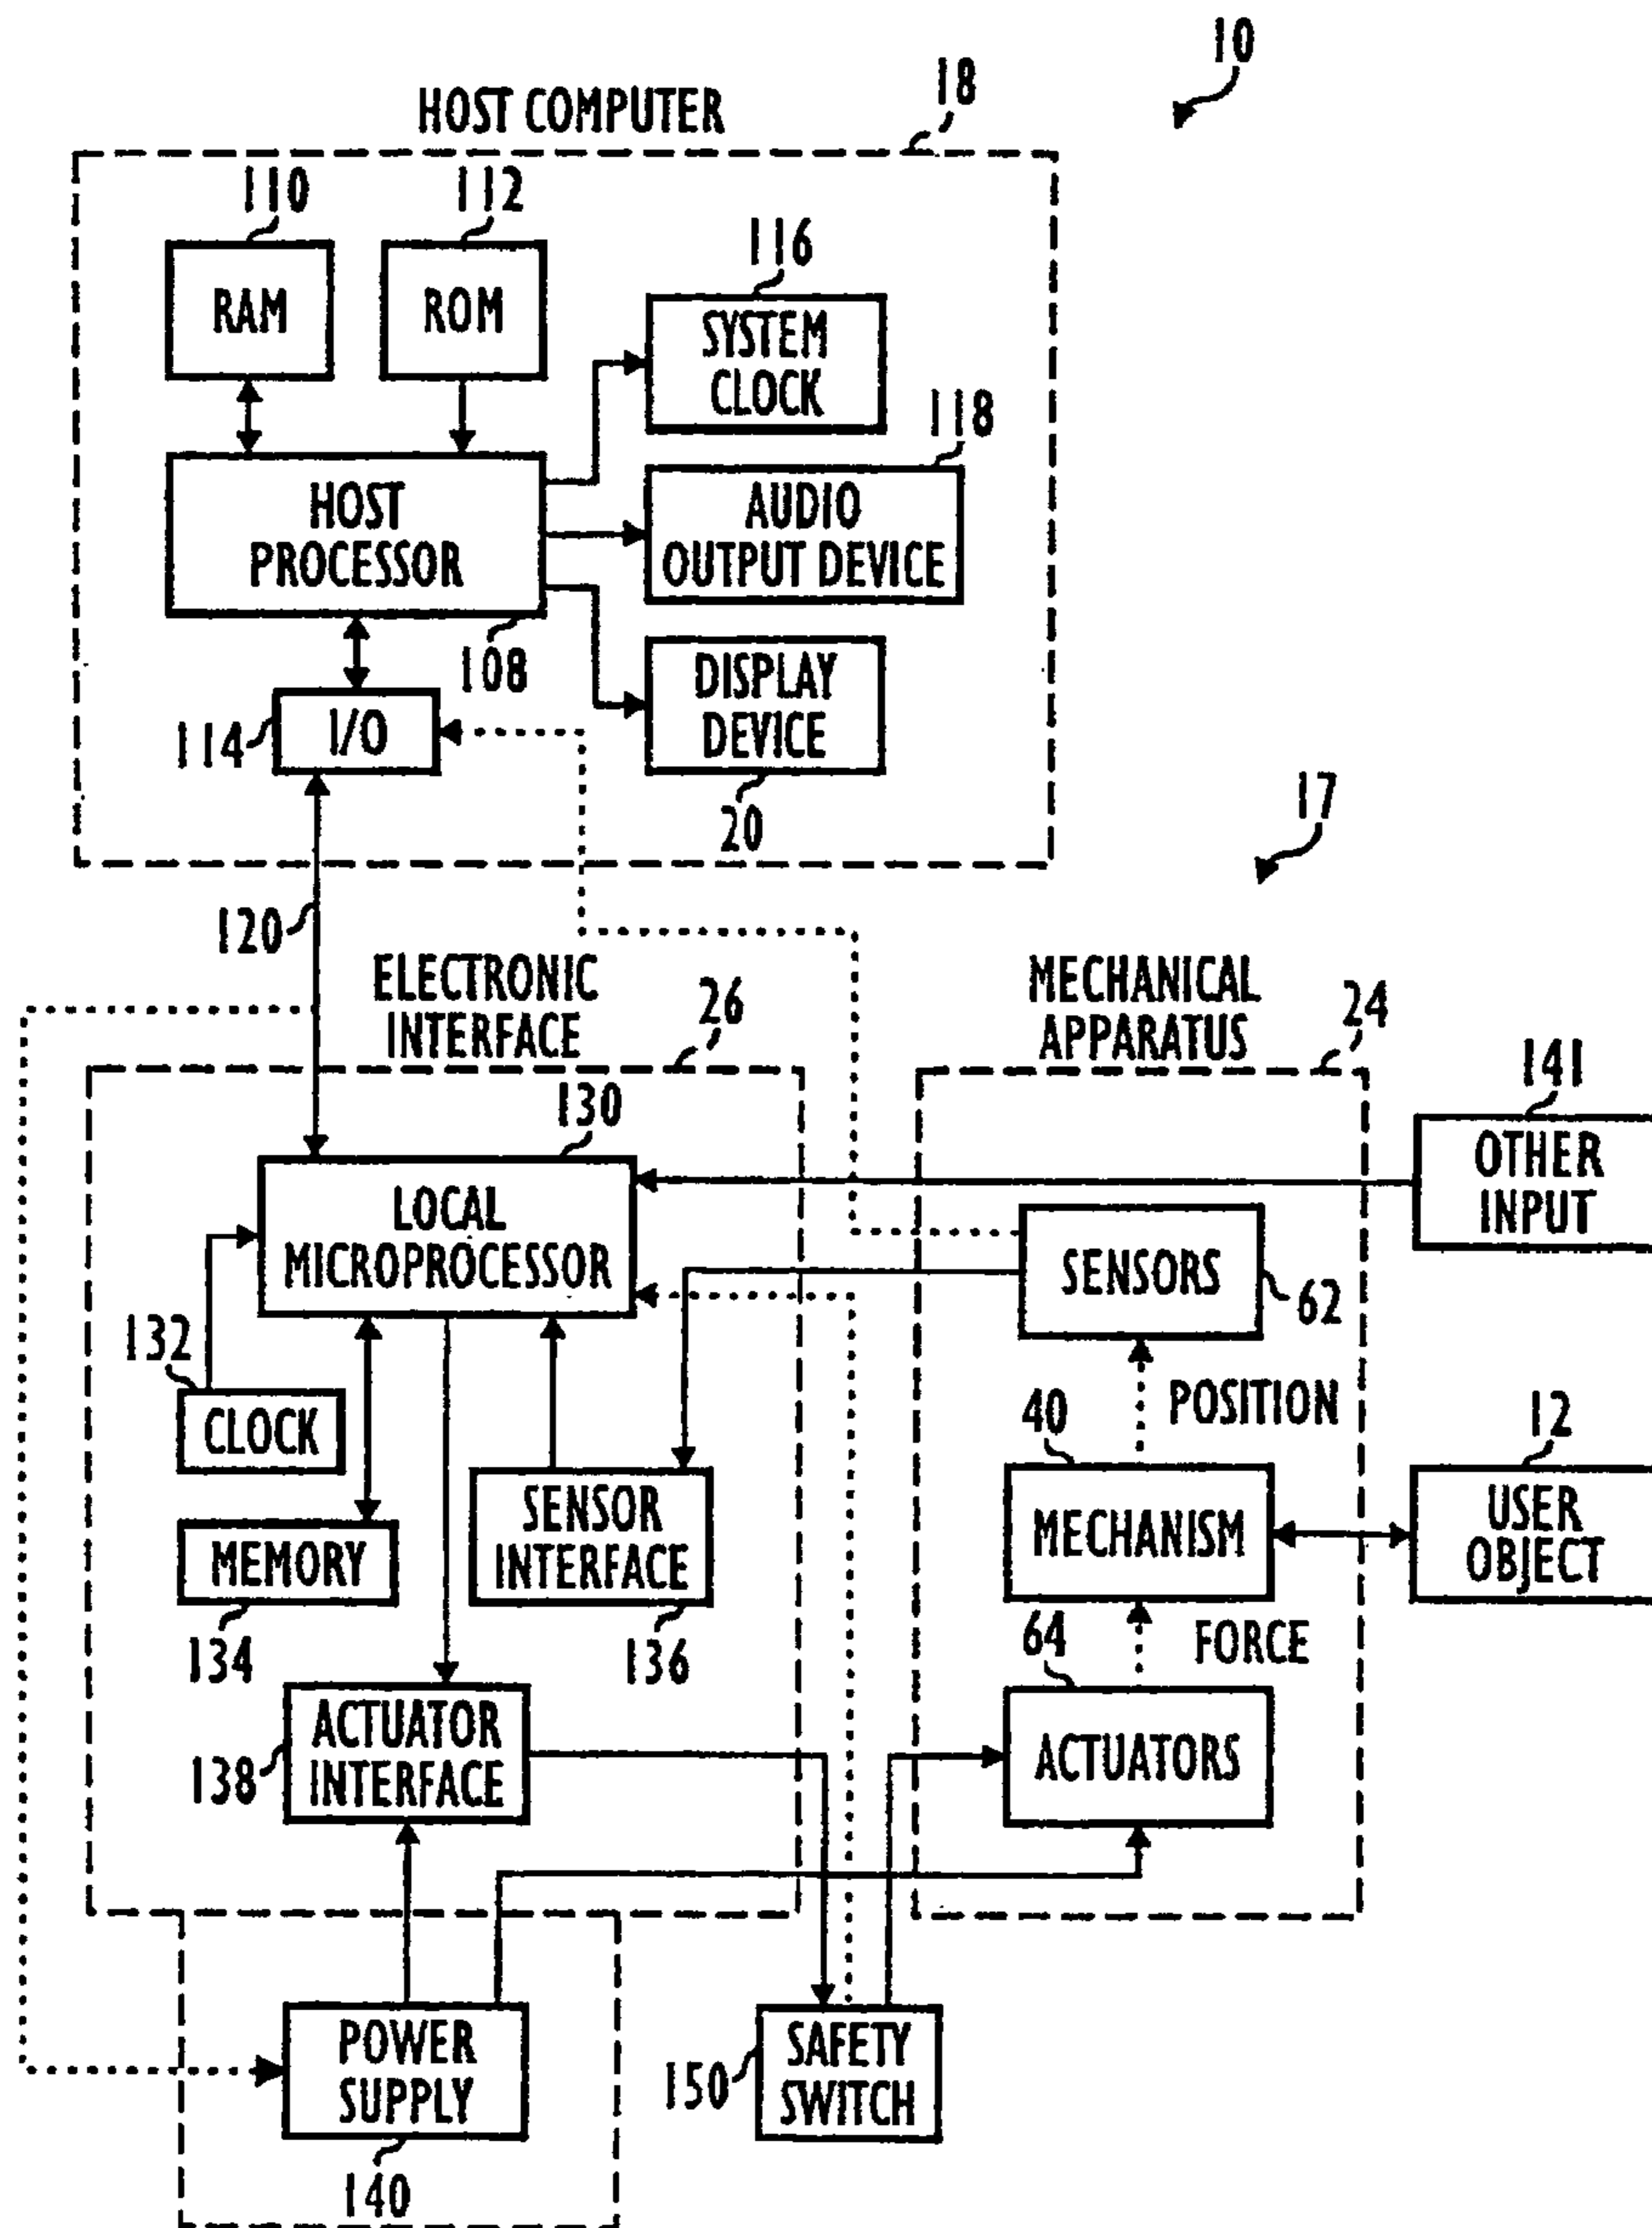 10
HOST COMPUTER
18
110
112
RAM
ROM
116
SYSTEM
CLOCK
118
HOST
PROCESSOR
AUDIO
OUTPUT DEVICE
108
DISPLAY
DEVICE
114
I/O
20
17
120
ELECTRONIC
INTERFACE
26
MECHANICAL
APPARATUS
24
141
130
OTHER
INPUT
LOCAL
MICROPROCESSOR
SENSORS
62
132
CLOCK
POSITION
40
12
SENSOR
INTERFACE
MECHANISM
USER
OBJECT
MEMORY
134
136
64
FORCE
ACTUATOR
INTERFACE
138
ACTUATORS
POWER
SUPPLY
140
150
SAFETY
SWITCH